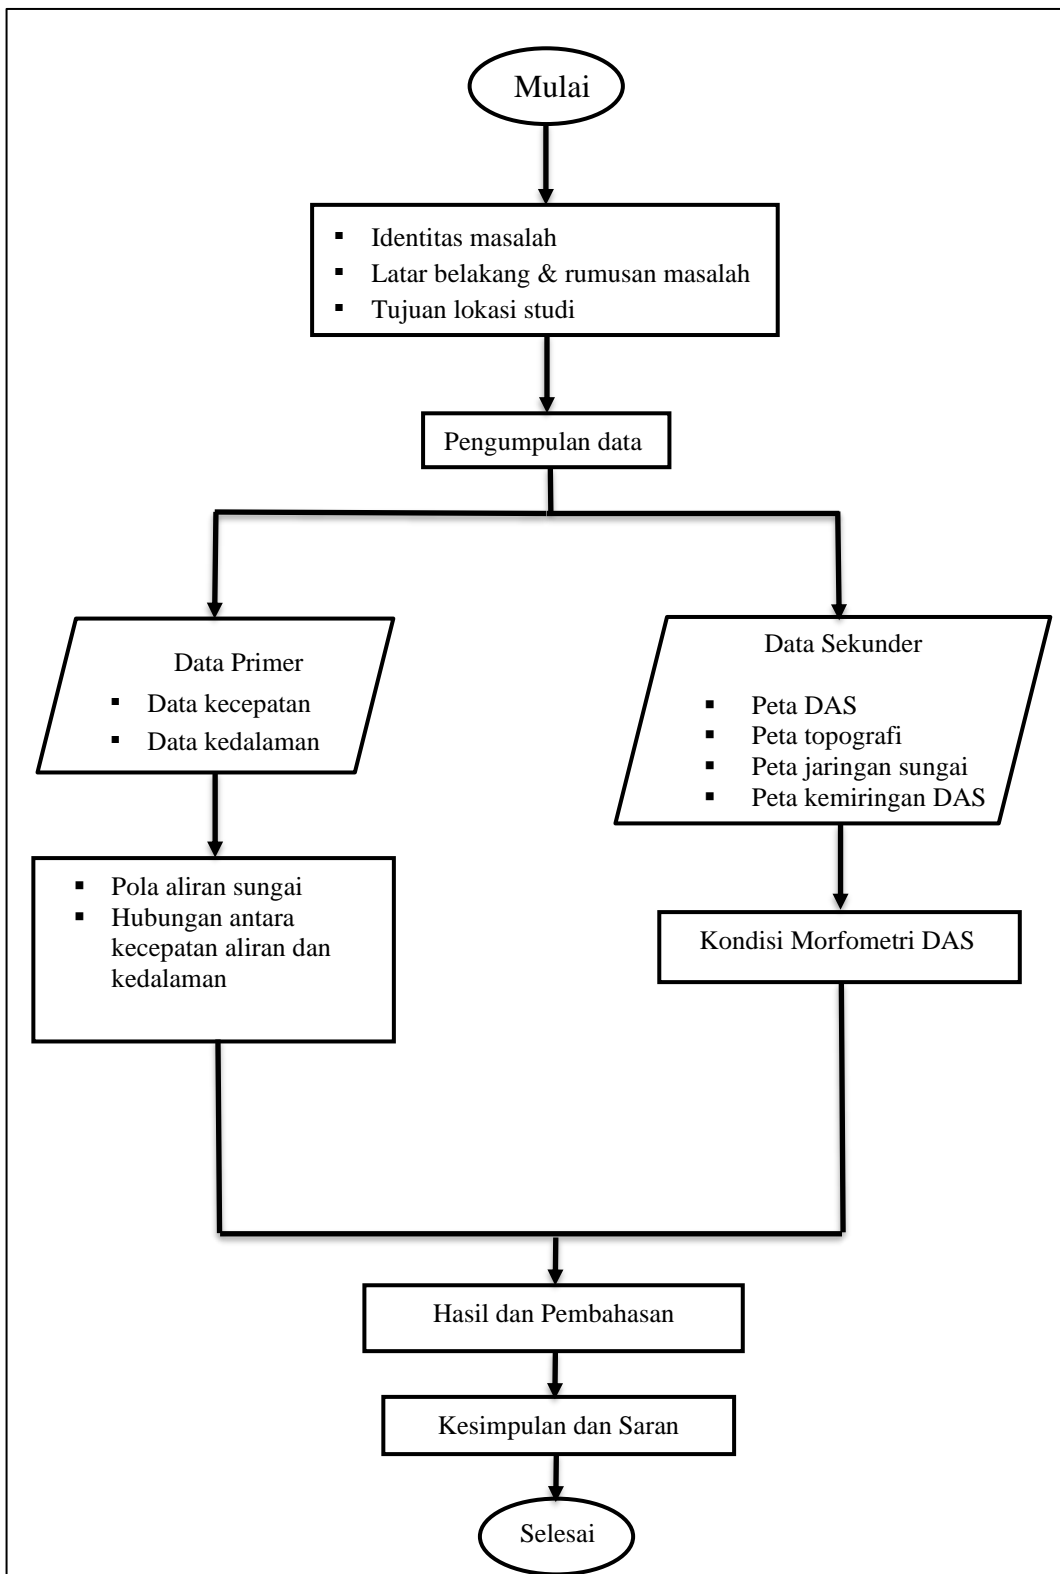 Mulai
▪ Identitas masalah
▪ Latar belakang & rumusan masalah
▪ Tujuan lokasi studi
Pengumpulan data
Data Primer
▪ Data kecepatan
▪ Data kedalaman
Data Sekunder
▪ Peta DAS
▪ Peta topografi
▪ Peta jaringan sungai
▪ Peta kemiringan DAS
▪ Pola aliran sungai
▪ Hubungan antara
kecepatan aliran dan
kedalaman
Kondisi Morfometri DAS
Hasil dan Pembahasan
Kesimpulan dan Saran
Selesai